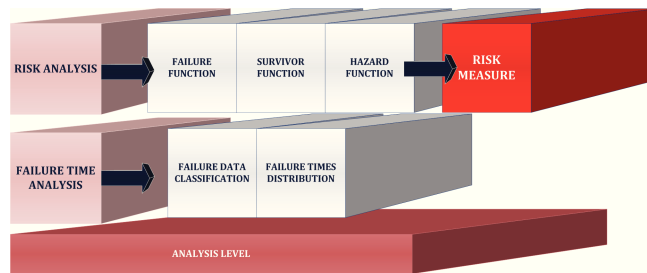 RISK ANALYSIS
FAILURE
FUNCTION
SURVIVOR
FUNCTION
HAZARD
FUNCTION
RISK
MEASURE
FAILURE TIME
ANALYSIS
FAILURE DATA
CLASSIFICATION
FAILURE TIMES
DISTRIBUTION
ANALYSIS LEVEL